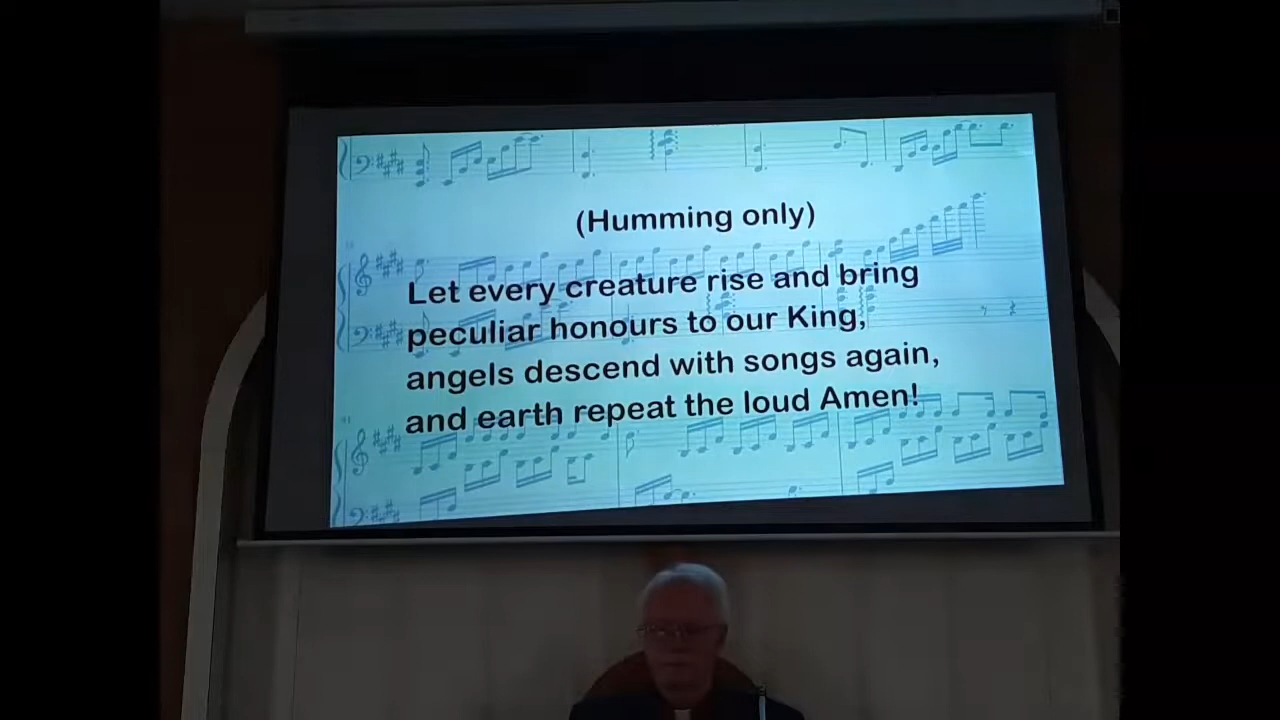 (Humming only)
Let every creature rise and bring
peculiar honours to our King,
angels descend with songs again,
and earth repeat the loud Amen!